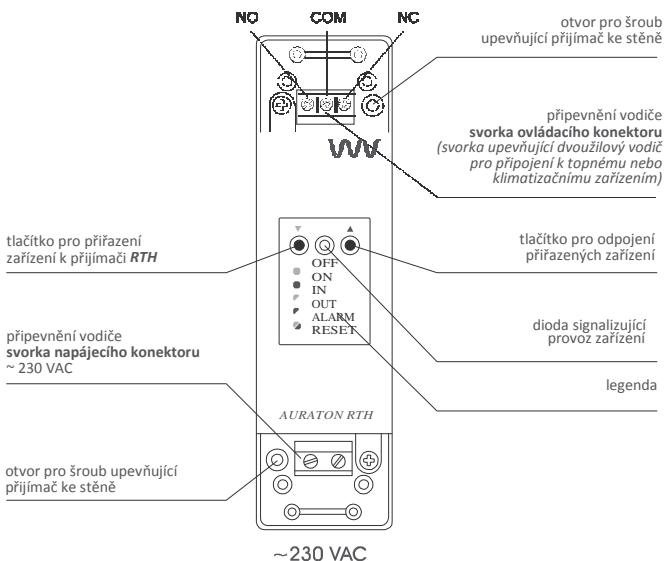 NO COM NC
otvor pro šroub
upevňující přijímač ke stěně
připevnění vodiče
svorka ovládacího konektoru
(svorka upevňující dvoužilový vodič
pro připojení k topnému nebo
klimatizačnímu zařízením)
tlačítko pro přiřazení
zařízení k přijímači RTH
tlačítko pro odpojení
přiřazených zařízení
OFF
ON
IN
OUT
ALARM
RESET
připevnění vodiče
svorka napájecího konektoru
~ 230 VAC
dioda signalizující
provoz zařízení
legenda
AURATON RTH
otvor pro šroub upevňující
přijímač ke stěně
~230 VAC